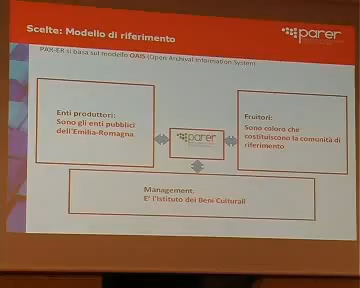 Scelte: Modello di riferimento
parer
PAR-ER si basa sul modello OAIS (Open Archival Information System)
Enti produttori:
Sono gli enti pubblici
dell'Emilia-Romagna
parer
Fruitori:
Sono coloro che
costituiscono la comunità di
riferimento
Management:
E' l'Istituto dei Beni Culturali